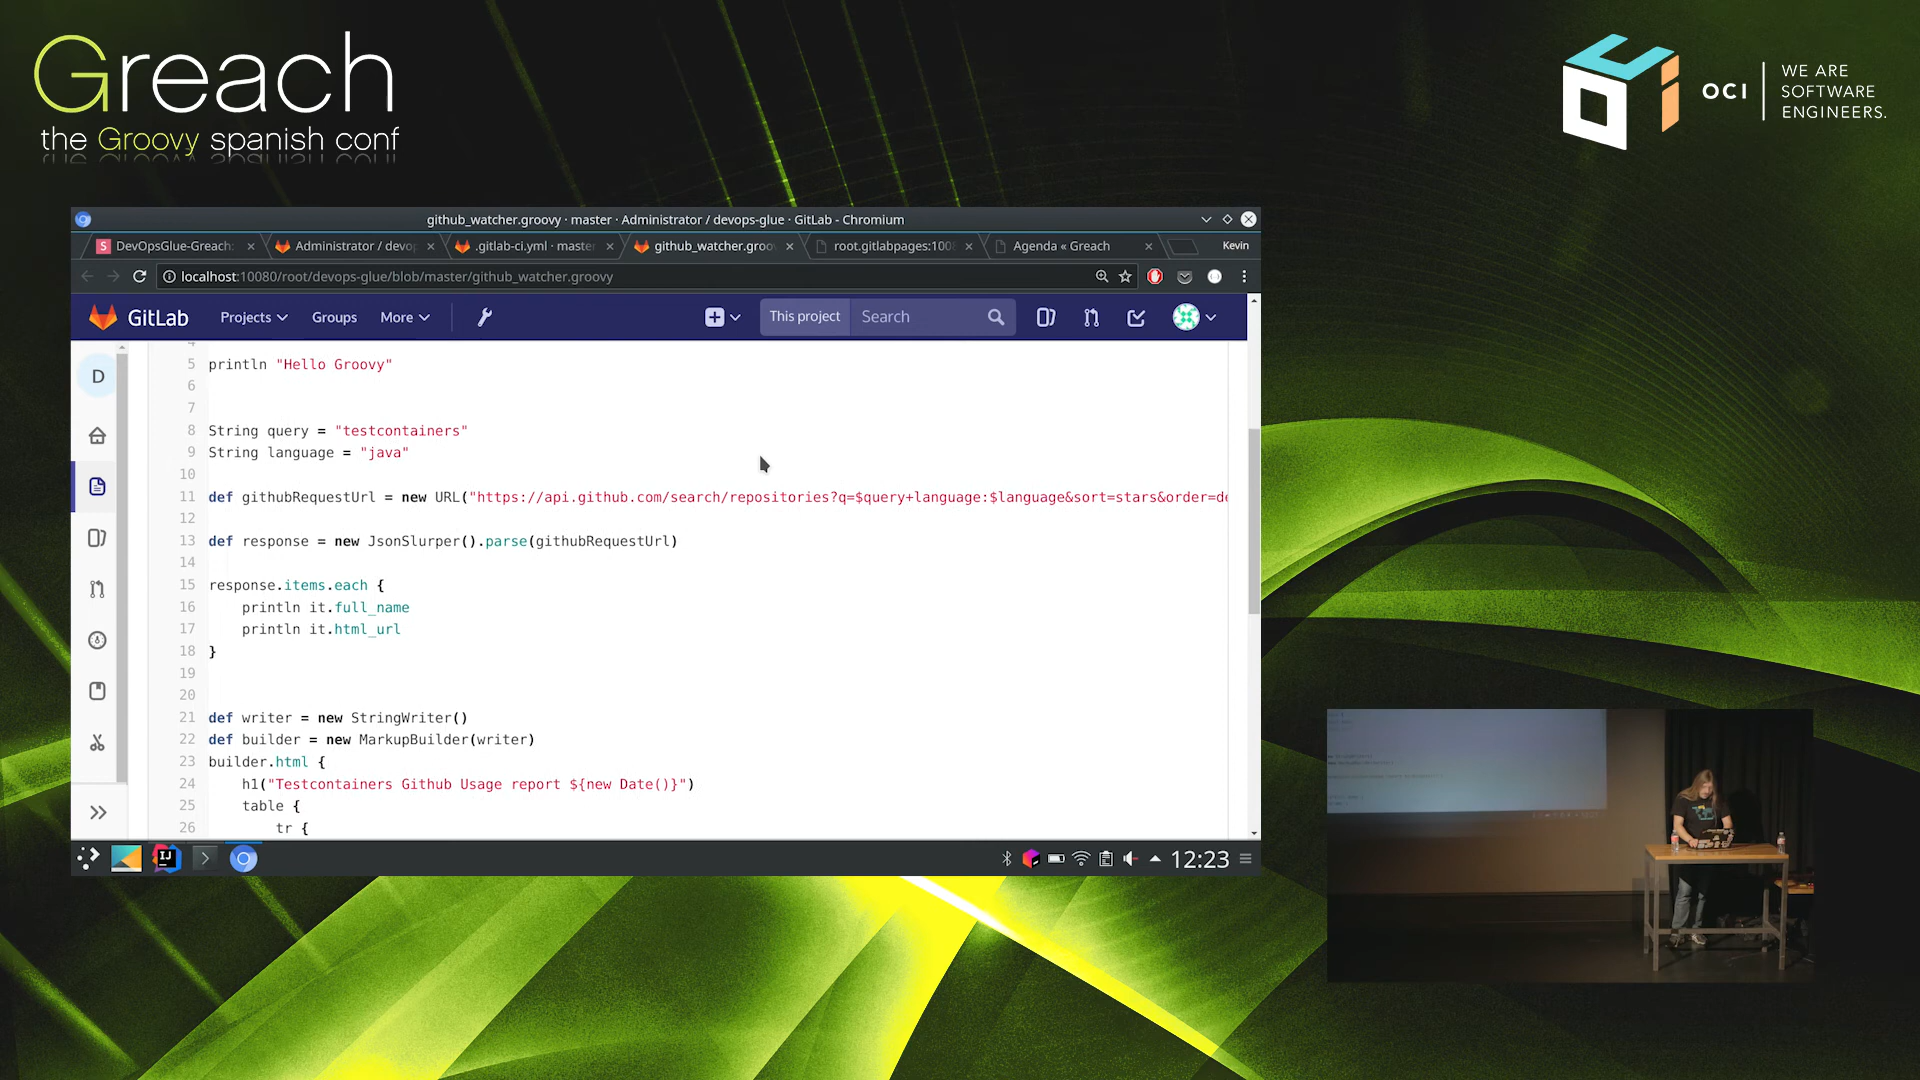 Greach
the Groovy spanish conf
OCI
WE ARE
SOFTWARE
ENGINEERS.
github_watcher.groovy · master · Administrator / devops-glue · GitLab - Chromium
DevOpsGlue-Greach:
Administrator / devop
.gitlab-ci.yml · master
github_watcher.groo
root.gitlabpages:1008
Agenda « Greach
Kevin
localhost:10080/root/devops-glue/blob/master/github_watcher.groovy
GitLab
Projects
Groups
More
This project
Search
D
4
5 println "Hello Groovy"
6
7
8 String query = "testcontainers"
9 String language = "java"
10
11 def githubRequestUrl = new URL("https://api.github.com/search/repositories?q=$query+language:$language&sort=stars&order=de
12
13 def response = new JsonSlurper().parse(githubRequestUrl)
14
15 response.items.each {
16 println it.full_name
17 println it.html_url
18 }
19
20
21 def writer = new StringWriter()
22 def builder = new MarkupBuilder(writer)
23 builder.html {
24 h1("Testcontainers Github Usage report ${new Date()}")
25 table {
26 tr {
IJ
12:23